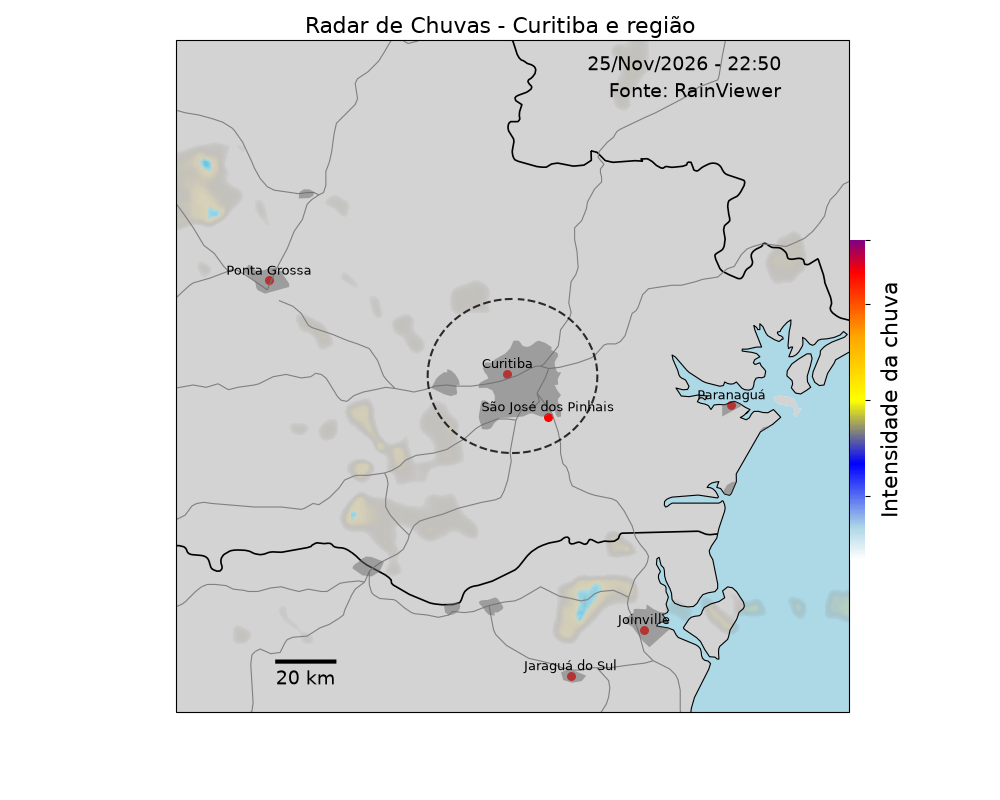 Radar de Chuvas - Curitiba e região
25/Nov/2026 - 22:50
Fonte: RainViewer
Ponta Grossa
Curitiba
Paranaguá
São José dos Pinhais
Intensidade da chuva
Joinville
Jaraguá do Sul
20 km